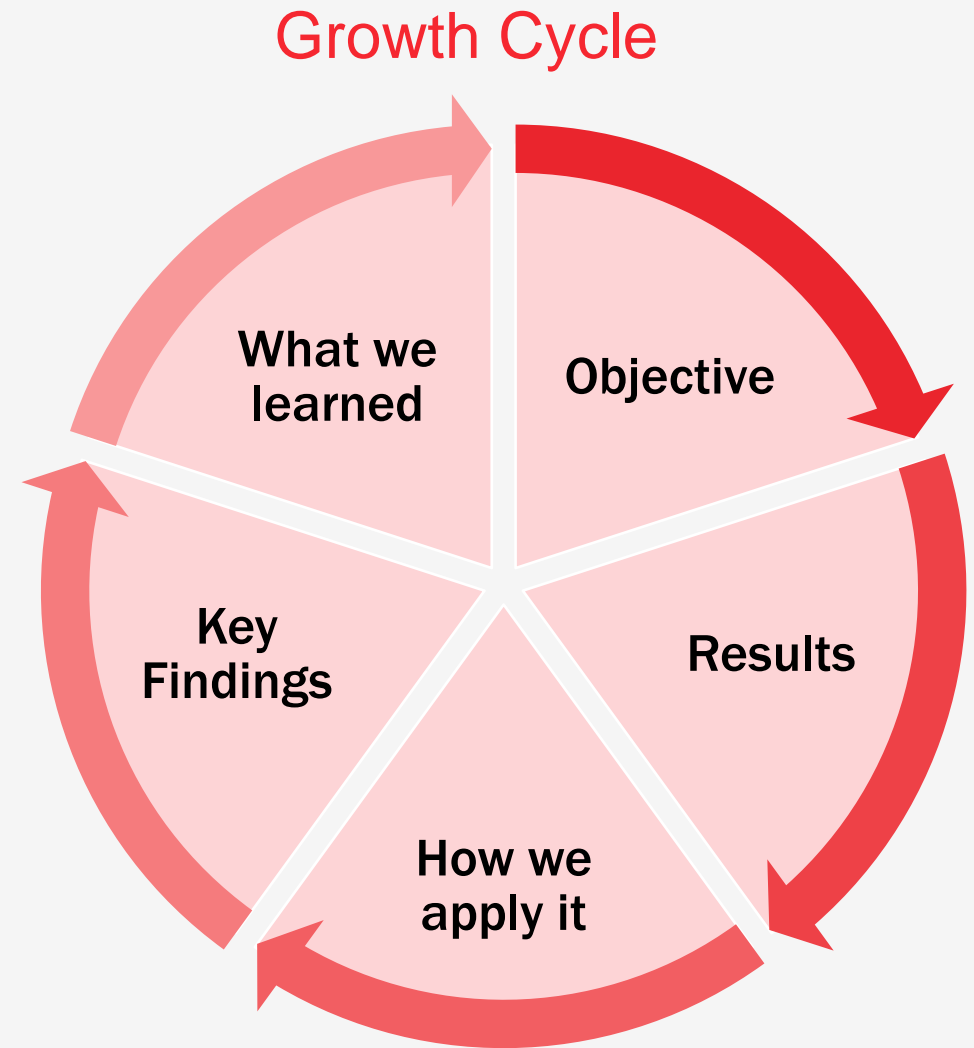 Growth Cycle
Objective
Results
How we
apply it
Key
Findings
What we
learned